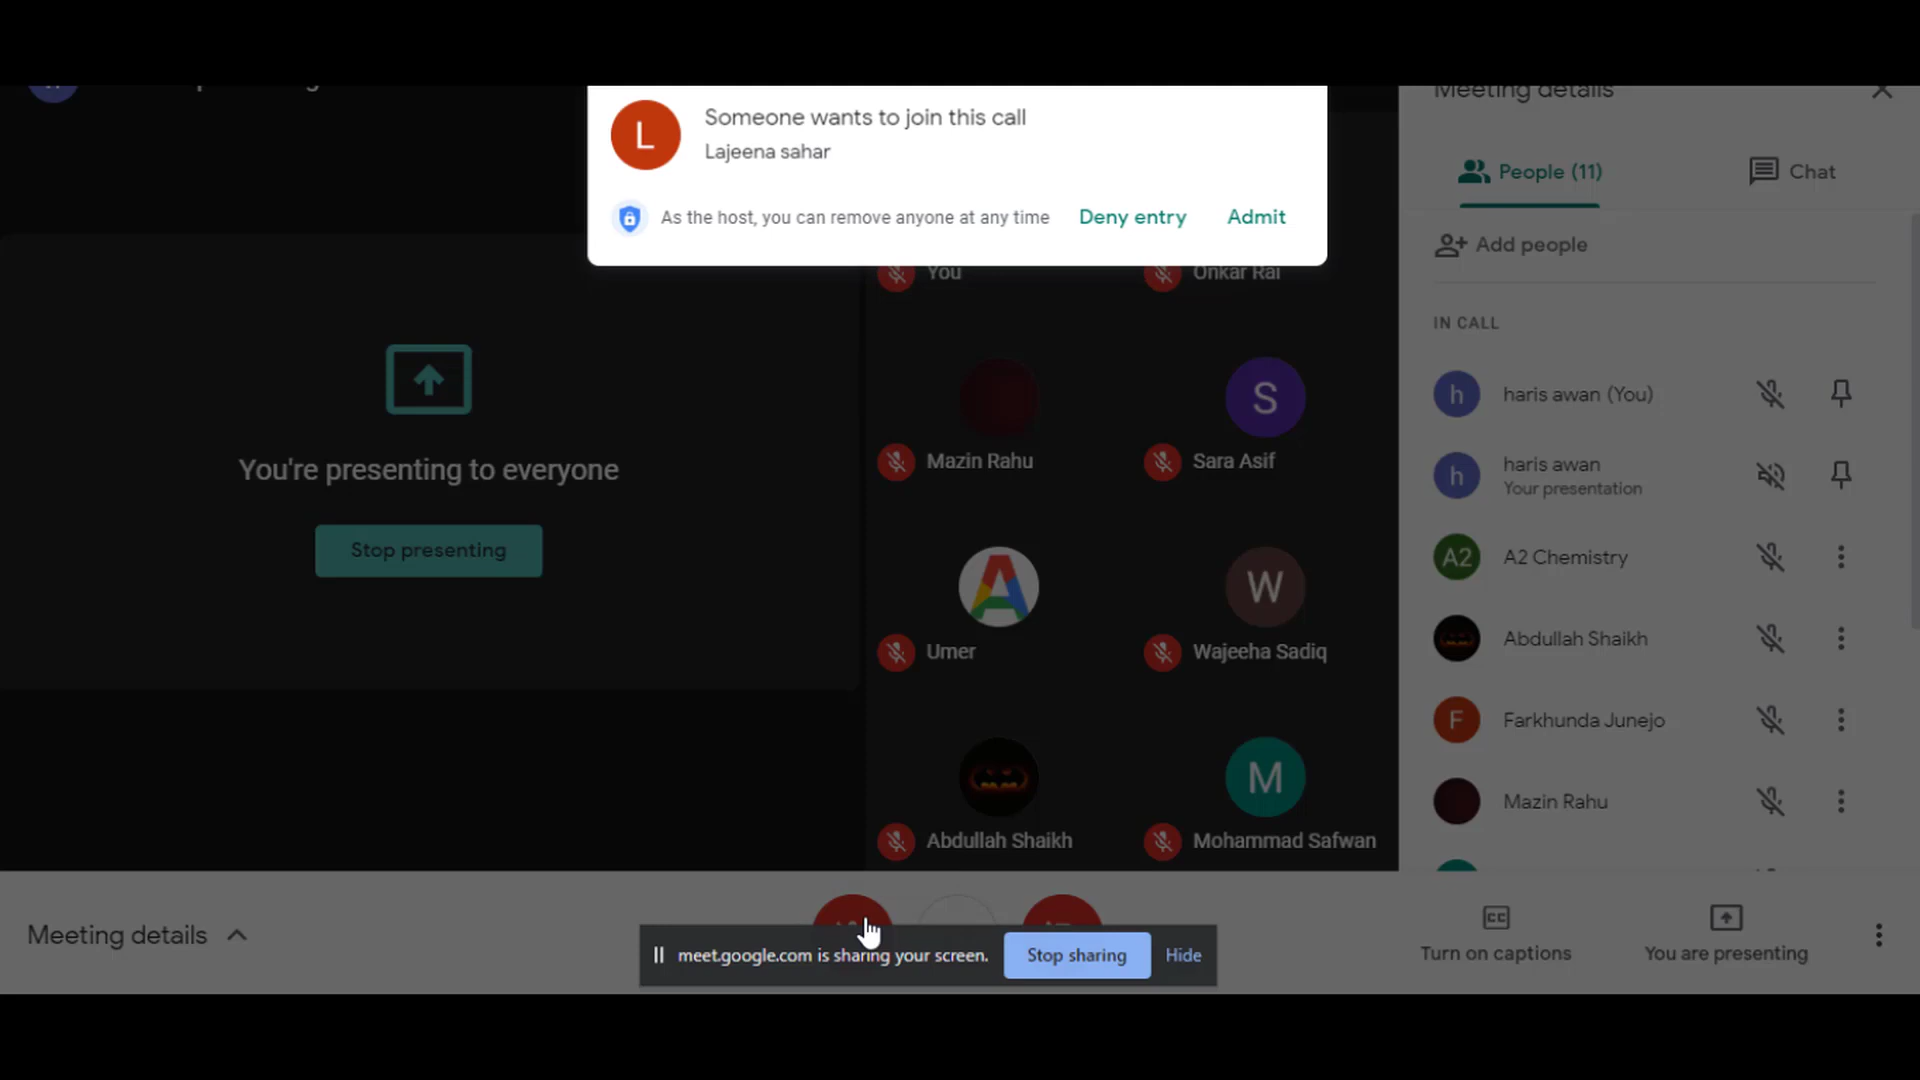 Meeting details
Someone wants to join this call
L
Lajeena sahar
People (11)
Chat
As the host, you can remove anyone at any time
Deny entry
Admit
Add people
You
Onkar Rai
IN CALL
h
haris awan (You)
S
You're presenting to everyone
Mazin Rahu
Sara Asif
h
haris awan
Your presentation
Stop presenting
A2
A2 Chemistry
W
Umer
Wajeeha Sadiq
Abdullah Shaikh
F
Farkhunda Junejo
M
Mazin Rahu
Abdullah Shaikh
Mohammad Safwan
Meeting details
meet.google.com is sharing your screen.
Stop sharing
Hide
CC
Turn on captions
You are presenting